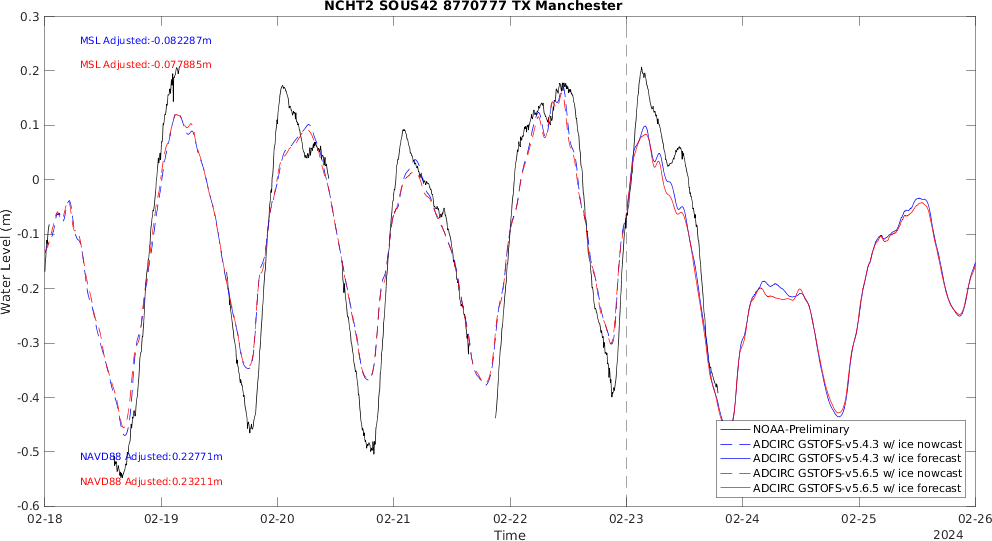 NCHT2 SOUS42 8770777 TX Manchester
MSL Adjusted:-0.082287m
MSL Adjusted:-0.077885m
NAVD88 Adjusted:0.22771m
NAVD88 Adjusted:0.23211m
Water Level (m)
0.3
0.2
0.1
0
-0.1
-0.2
-0.3
-0.4
-0.5
-0.6
NOAA-Preliminary
ADCIRC GSTOFS-v5.4.3 w/ ice nowcast
ADCIRC GSTOFS-v5.4.3 w/ ice forecast
ADCIRC GSTOFS-v5.6.5 w/ ice nowcast
ADCIRC GSTOFS-v5.6.5 w/ ice forecast
02-18 02-19 02-20 02-21 02-22 02-23 02-24 02-25 02-26
Time
2024